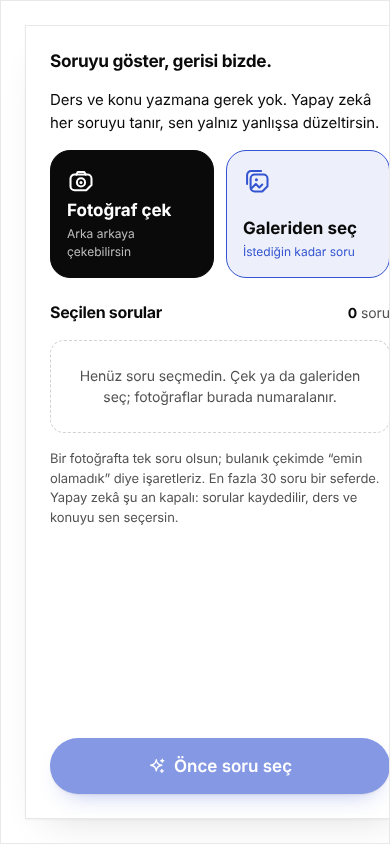 Soruyu göster, gerisi bizde.
Ders ve konu yazmana gerek yok. Yapay zekâ
her soruyu tanır, sen yalnız yanlışsa düzeltirsin.
Fotoğraf çek
Arka arkaya
çekebilirsin
Galeriden seç
İstediğin kadar soru
Seçilen sorular
0 soru
Henüz soru seçmedin. Çek ya da galeriden
seç; fotoğraflar burada numaralanır.
Bir fotoğrafta tek soru olsun; bulanık çekimde “emin
olamadık” diye işaretleriz. En fazla 30 soru bir seferde.
Yapay zekâ şu an kapalı: sorular kaydedilir, ders ve
konuyu sen seçersin.
Önce soru seç